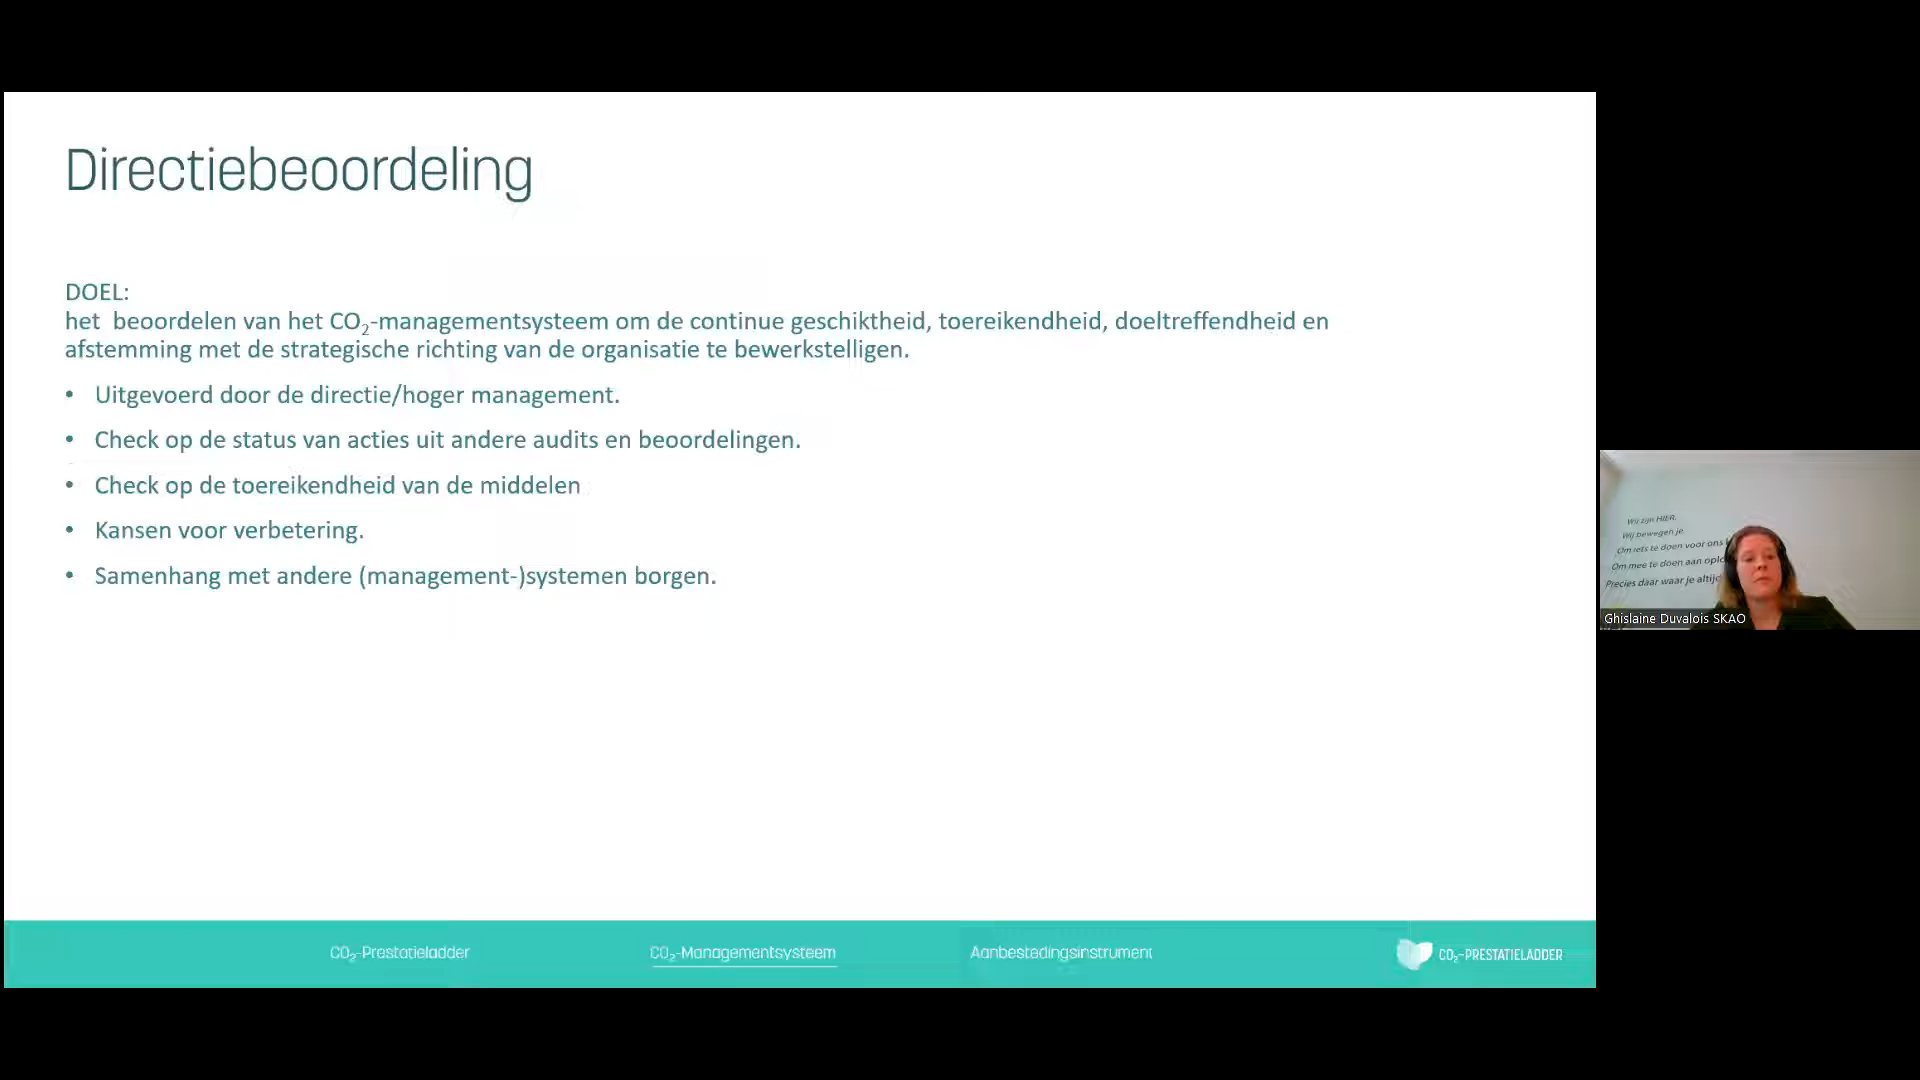 Directiebeoordeling
DOEL:
het  beoordelen van het CO₂-managementsysteem om de continue geschiktheid, toereikendheid, doeltreffendheid en
afstemming met de strategische richting van de organisatie te bewerkstelligen.
• Uitgevoerd door de directie/hoger management.
• Check op de status van acties uit andere audits en beoordelingen.
• Check op de toereikendheid van de middelen
• Kansen voor verbetering.
• Samenhang met andere (management-)systemen borgen.
CO₂-Prestatieladder
CO₂-Managementsysteem
Aanbestedingsinstrument
CO₂-PRESTATIELADDER
Wij zijn HIER.
Wij bewegen je.
Om iets te doen voor ons
Om mee te doen aan oplo
Precies daar waar je altijd
Ghislaine Duvalois SKAO